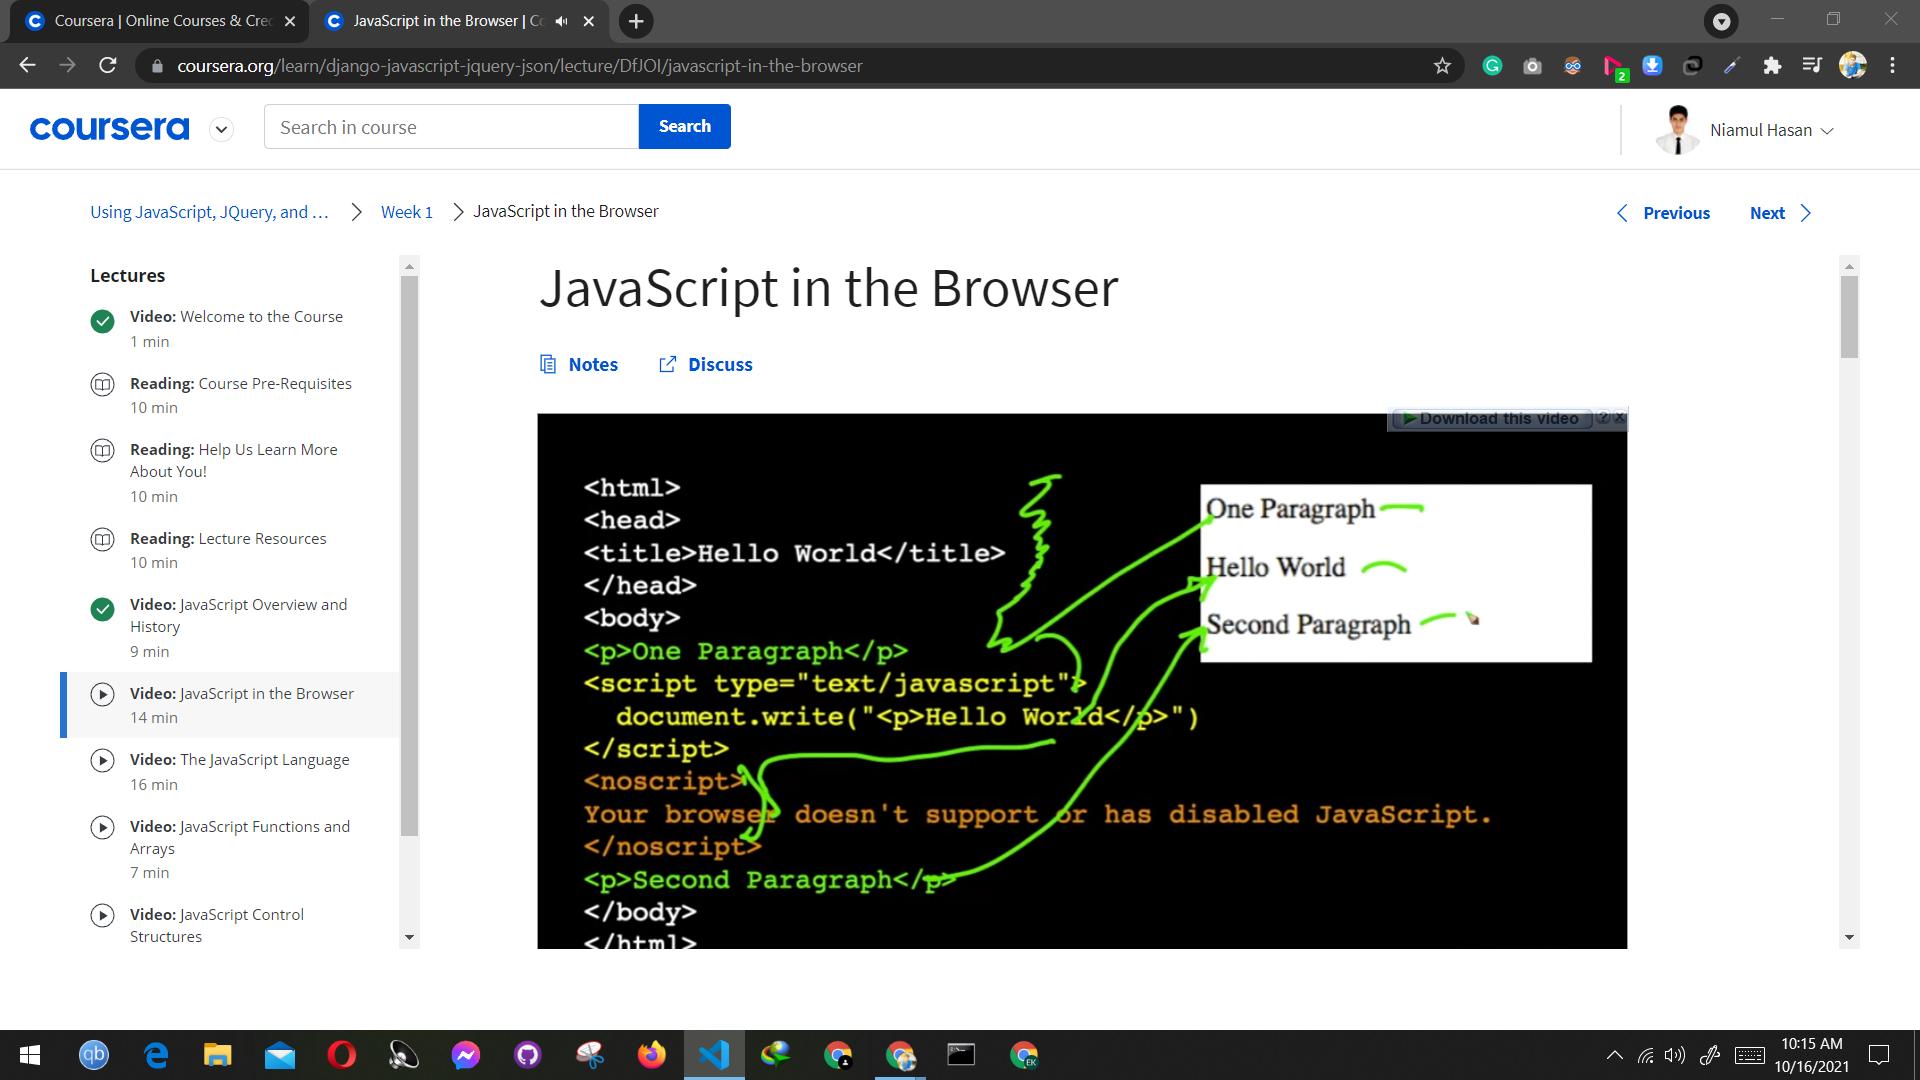 Coursera | Online Courses & Cre
JavaScript in the Browser | Co
coursera.org/learn/django-javascript-jquery-json/lecture/DfJOI/javascript-in-the-browser
2
coursera
Search in course
Search
Niamul Hasan
Using JavaScript, JQuery, and ...
Week 1
JavaScript in the Browser
Previous
Next
Lectures
Video: Welcome to the Course
1 min
Reading: Course Pre-Requisites
10 min
Reading: Help Us Learn More
About You!
10 min
Reading: Lecture Resources
10 min
Video: JavaScript Overview and
History
9 min
Video: JavaScript in the Browser
14 min
Video: The JavaScript Language
16 min
Video: JavaScript Functions and
Arrays
7 min
Video: JavaScript Control
Structures
JavaScript in the Browser
Notes
Discuss
Download this video
<html>
<head>
<title>Hello World</title>
</head>
<body>
<p>One Paragraph</p>
<script type="text/javascript">
document.write("<p>Hello World</p>")
</script>
<noscript>
Your browser doesn't support or has disabled JavaScript.
</noscript>
<p>Second Paragraph</p>
</body>
</html>
One Paragraph
Hello World
Second Paragraph
qb
EK
10:15 AM
10/16/2021